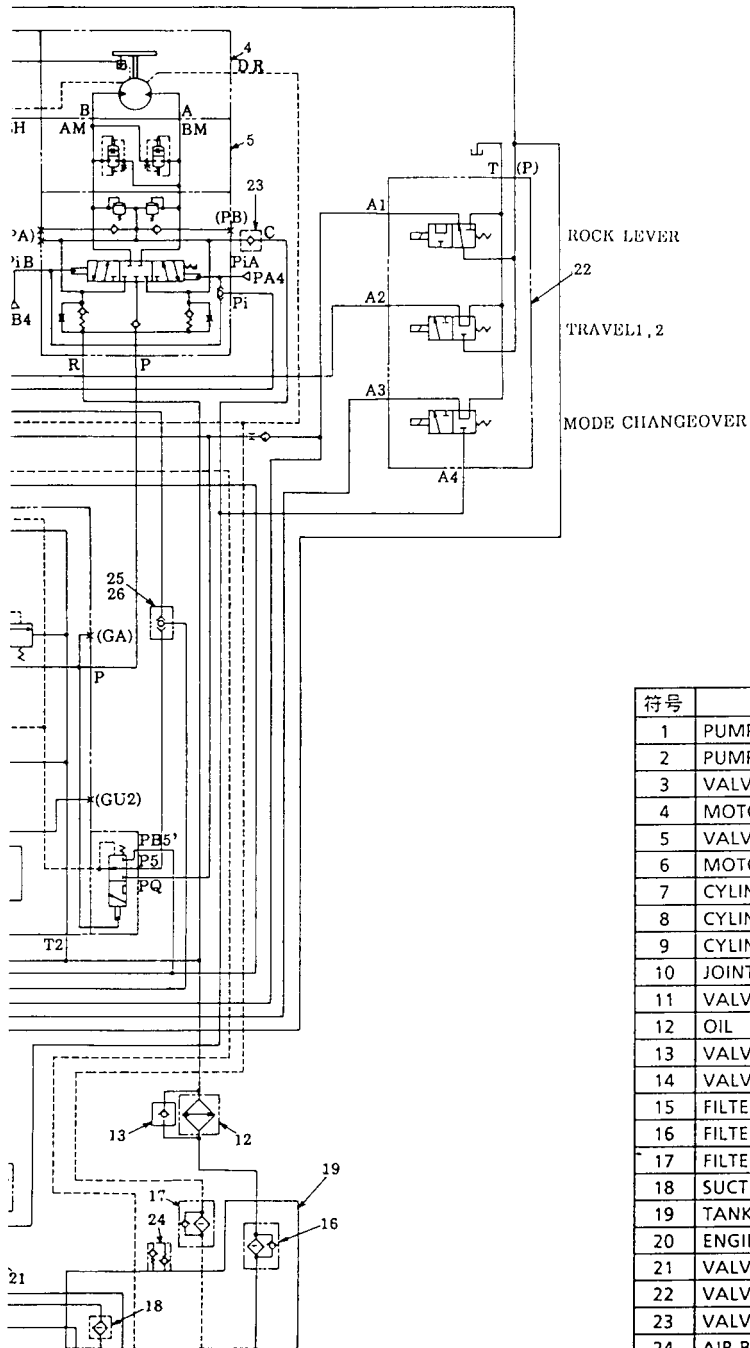 4
DR
B
A
AM
BM
5
23
(PB)
C
PiB
PiA
PA4
B4
Pi
R
P
T
(P)
A1
ROCK LEVER
22
A2
TRAVEL1,2
A3
MODE CHANGEOVER
A4
25
26
(GA)
P
(GU2)
PB5'
P5
PQ
T2
13
12
19
17
24
16
21
18
符号
1 PUMP
2 PUMP
3 VALV
4 MOTO
5 VALV
6 MOTO
7 CYLIN
8 CYLIN
9 CYLIN
10 JOINT
11 VALV
12 OIL
13 VALV
14 VALV
15 FILTE
16 FILTE
17 FILTE
18 SUCT
19 TANK
20 ENGI
21 VALV
22 VALV
23 VALV